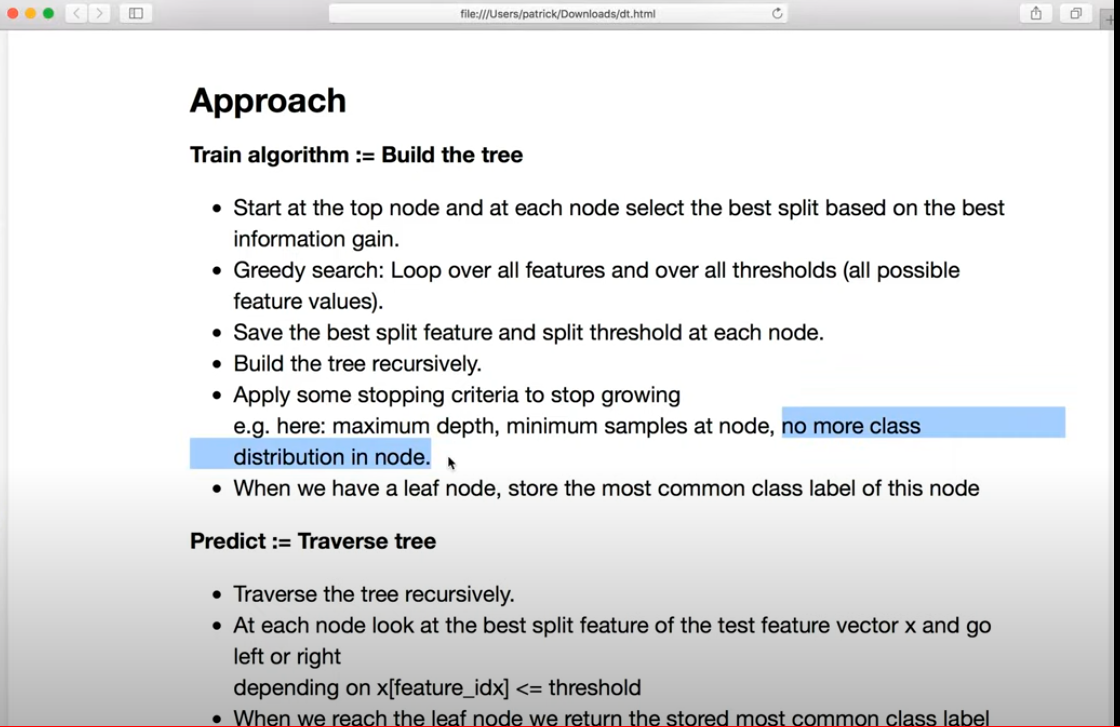 file:///Users/patrick/Downloads/dt.html
Approach
Train algorithm := Build the tree
• Start at the top node and at each node select the best split based on the best
information gain.
• Greedy search: Loop over all features and over all thresholds (all possible
feature values).
• Save the best split feature and split threshold at each node.
• Build the tree recursively.
• Apply some stopping criteria to stop growing
e.g. here: maximum depth, minimum samples at node, no more class
distribution in node.
• When we have a leaf node, store the most common class label of this node
Predict := Traverse tree
• Traverse the tree recursively.
• At each node look at the best split feature of the test feature vector x and go
left or right
depending on x[feature_idx] <= threshold
• When we reach the leaf node we return the stored most common class label